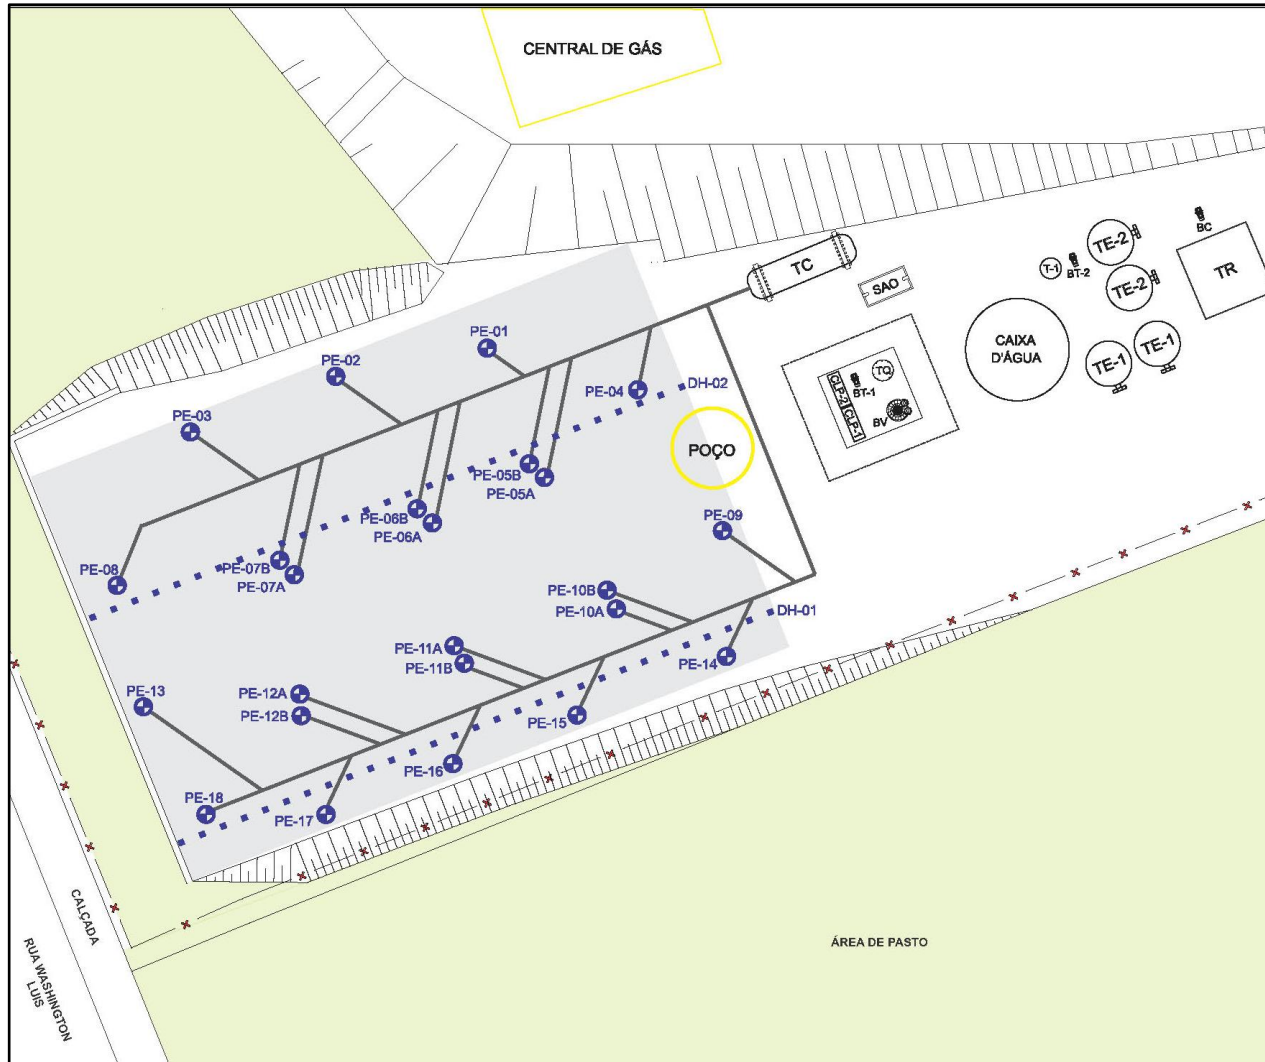 CENTRAL DE GÁS
BC
TE-2
T-1
BT-2
TC
TR
SAO
TE-2
PE-01
PE-02
CAIXA
D'ÁGUA
TE-1
TE-1
TQ
BT-1
CLP-2
CLP-1
BV
PE-04
DH-02
PE-03
POÇO
PE-05B
PE-05A
PE-06B
PE-06A
PE-09
PE-07B
PE-07A
PE-08
PE-10B
PE-10A
DH-01
PE-11A
PE-11B
PE-14
PE-12A
PE-12B
PE-13
PE-15
PE-16
PE-18
PE-17
CALÇADA
RUA WASHINGTON
LUIS
ÁREA DE PASTO